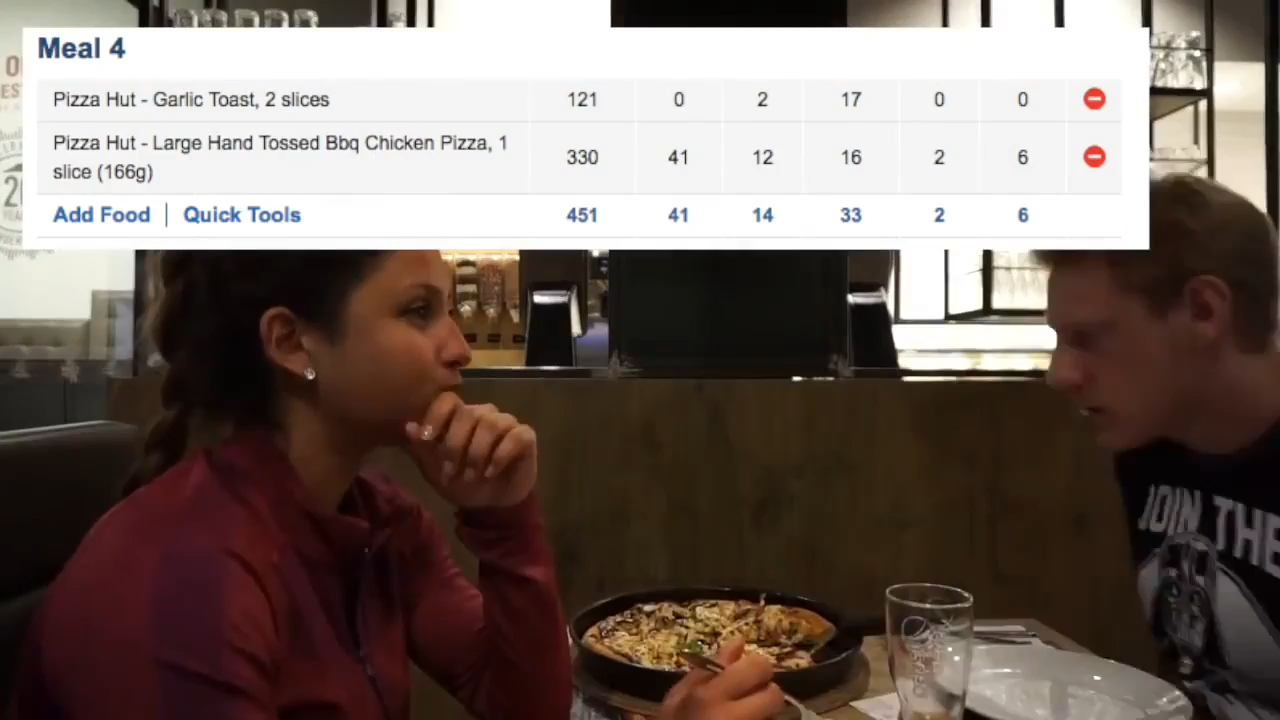 Meal 4
Pizza Hut - Garlic Toast, 2 slices 121 0 2 17 0 0
Pizza Hut - Large Hand Tossed Bbq Chicken Pizza, 1 330 41 12 16 2 6
slice (166g)
Add Food | Quick Tools 451 41 14 33 2 6
JOIN THE